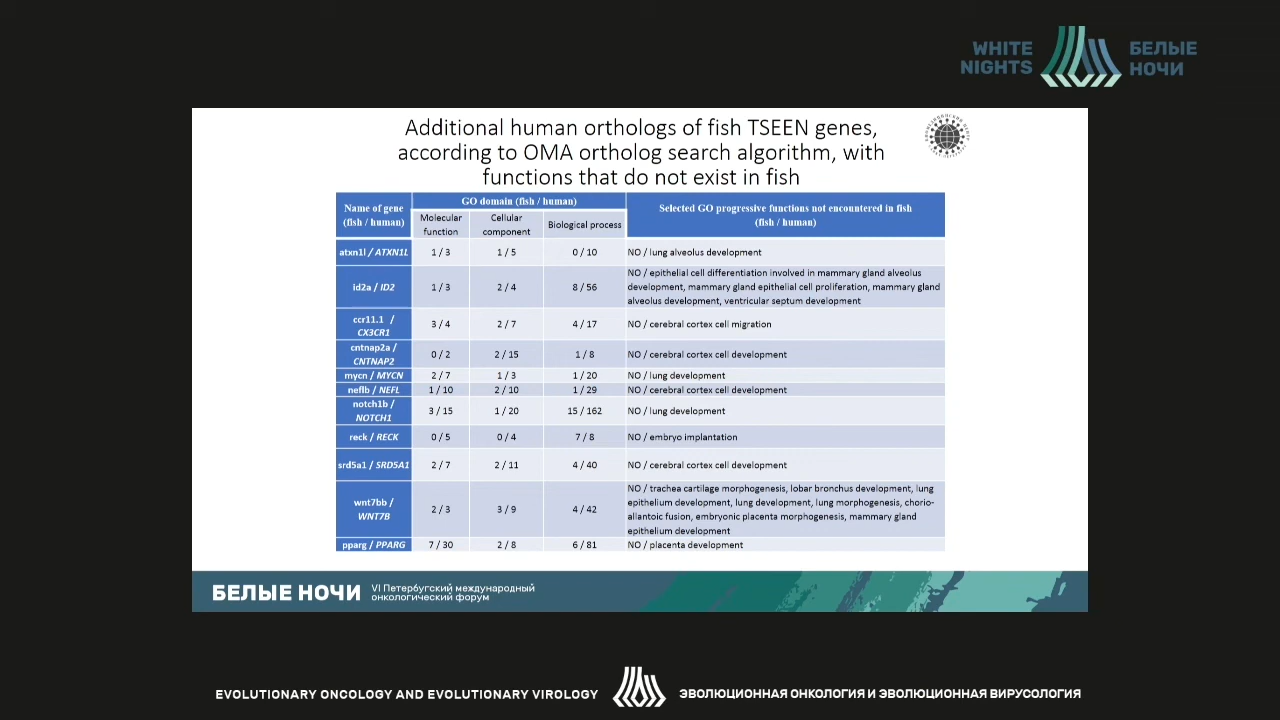 WHITE
NIGHTS
БЕЛЫЕ
НОЧИ
Additional human orthologs of fish TSEEN genes,
according to OMA ortholog search algorithm, with
functions that do not exist in fish
Name of gene
(fish / human)
GO domain (fish / human)
Selected GO progressive functions not encountered in fish
(fish / human)
Molecular
function
Cellular
component
Biological process
atxn1l / ATXN1L 1 / 3 1 / 5 0 / 10 NO / lung alveolus development
id2a / ID2 1 / 3 2 / 4 8 / 56
NO / epithelial cell differentiation involved in mammary gland alveolus
development, mammary gland epithelial cell proliferation, mammary gland
alveolus development, ventricular septum development
ccr11.1 /
CX3CR1
3 / 4 2 / 7 4 / 17 NO / cerebral cortex cell migration
cntnap2a /
CNTNAP2
0 / 2 2 / 15 1 / 8 NO / cerebral cortex cell development
mycn / MYCN 2 / 7 1 / 3 1 / 20 NO / lung development
neflb / NEFL 1 / 10 2 / 10 1 / 29 NO / cerebral cortex cell development
notch1b /
NOTCH1
3 / 15 1 / 20 15 / 162 NO / lung development
reck / RECK 0 / 5 0 / 4 7 / 8 NO / embryo implantation
srd5a1 / SRD5A1 2 / 7 2 / 11 4 / 40 NO / cerebral cortex cell development
wnt7bb /
WNT7B
2 / 3 3 / 9 4 / 42
NO / trachea cartilage morphogenesis, lobar bronchus development, lung
epithelium development, lung development, lung morphogenesis, chorio-
allantoic fusion, embryonic placenta morphogenesis, mammary gland
epithelium development
pparg / PPARG 7 / 30 2 / 8 6 / 81 NO / placenta development
БЕЛЫЕ НОЧИ
VI Петербугский международный
онкологический форум
EVOLUTIONARY ONCOLOGY AND EVOLUTIONARY VIROLOGY
ЭВОЛЮЦИОННАЯ ОНКОЛОГИЯ И ЭВОЛЮЦИОННАЯ ВИРУСОЛОГИЯ